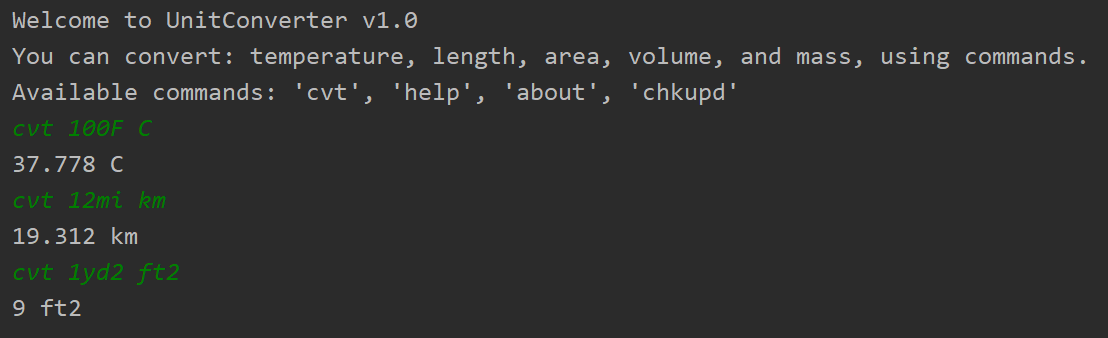 Welcome to UnitConverter v1.0
You can convert: temperature, length, area, volume, and mass, using commands.
Available commands: 'cvt', 'help', 'about', 'chkupd'
cvt 100F C
37.778 C
cvt 12mi km
19.312 km
cvt 1yd2 ft2
9 ft2